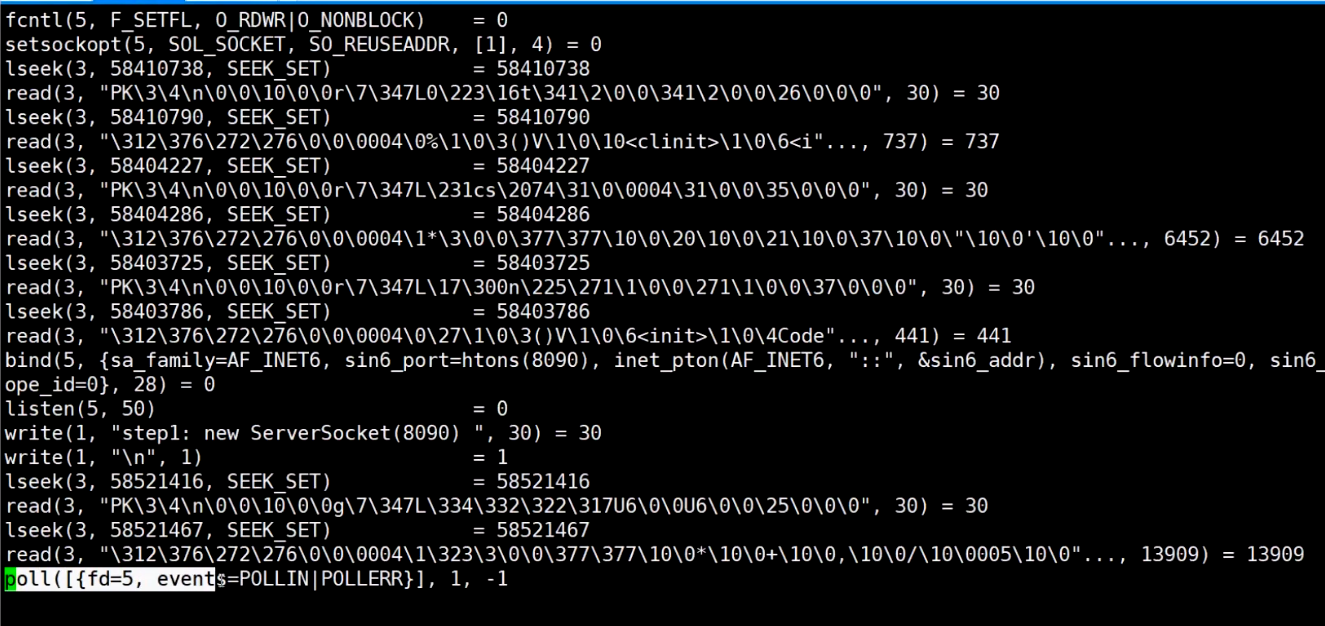 fcntl(5, F_SETFL, O_RDWR|O_NONBLOCK)    = 0
setsockopt(5, SOL_SOCKET, SO_REUSEADDR, [1], 4) = 0
lseek(3, 58410738, SEEK_SET)            = 58410738
read(3, "PK\3\4\n\0\0\10\0\0r\7\347L0\223\16t\341\2\0\0\341\2\0\0\26\0\0\0", 30) = 30
lseek(3, 58410790, SEEK_SET)            = 58410790
read(3, "\312\376\272\276\0\0\0004\0%\1\0\3()V\1\0\10<clinit>\1\0\6<i"..., 737) = 737
lseek(3, 58404227, SEEK_SET)            = 58404227
read(3, "PK\3\4\n\0\0\10\0\0r\7\347L\231cs\2074\31\0\0004\31\0\0\35\0\0\0", 30) = 30
lseek(3, 58404286, SEEK_SET)            = 58404286
read(3, "\312\376\272\276\0\0\0004\1*\3\0\0\377\377\10\0\20\10\0\21\10\0\37\10\0\"\10\0'\10\0"..., 6452) = 6452
lseek(3, 58403725, SEEK_SET)            = 58403725
read(3, "PK\3\4\n\0\0\10\0\0r\7\347L\17\300n\225\271\1\0\0\271\1\0\0\37\0\0\0", 30) = 30
lseek(3, 58403786, SEEK_SET)            = 58403786
read(3, "\312\376\272\276\0\0\0004\0\27\1\0\3()V\1\0\6<init>\1\0\4Code"..., 441) = 441
bind(5, {sa_family=AF_INET6, sin6_port=htons(8090), inet_pton(AF_INET6, "::", &sin6_addr), sin6_flowinfo=0, sin6_
ope_id=0}, 28) = 0
listen(5, 50)                           = 0
write(1, "step1: new ServerSocket(8090) ", 30) = 30
write(1, "\n", 1)                       = 1
lseek(3, 58521416, SEEK_SET)            = 58521416
read(3, "PK\3\4\n\0\0\10\0\0g\7\347L\334\332\322\317U6\0\0U6\0\0\25\0\0\0", 30) = 30
lseek(3, 58521467, SEEK_SET)            = 58521467
read(3, "\312\376\272\276\0\0\0004\1\323\3\0\0\377\377\10\0*\10\0+\10\0,\10\0/\10\0005\10\0"..., 13909) = 13909
poll([{fd=5, events=POLLIN|POLLERR}], 1, -1